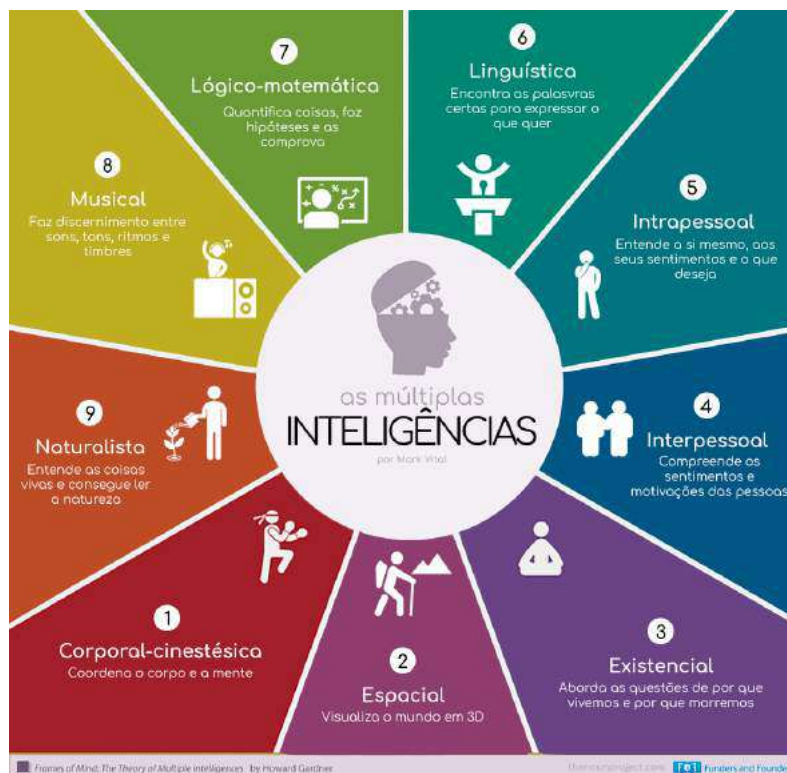 7
Lógico-matemática
Quantifica coisas, faz
hipóteses e as
comprova
6
Linguística
Encontra as palavras
certas para expressar o
que quer
8
Musical
Faz discernimento entre
sons, tons, ritmos e
timbres
5
Intrapessoal
Entende a si mesmo, aos
seus sentimentos e o que
deseja
as múltiplas
INTELIGÊNCIAS
por Mark Vital
9
Naturalista
Entende as coisas
vivas e consegue ler
a natureza
4
Interpessoal
Compreende os
sentimentos e
motivações das pessoas
1
Corporal-cinestésica
Coordena o corpo e a mente
2
Espacial
Visualiza o mundo em 3D
3
Existencial
Aborda as questões de por que
vivemos e por que morremos
Frames of Mind: The Theory of Multiple Intelligences by Howard Gardner
thenounproject.com
Funders and Founde